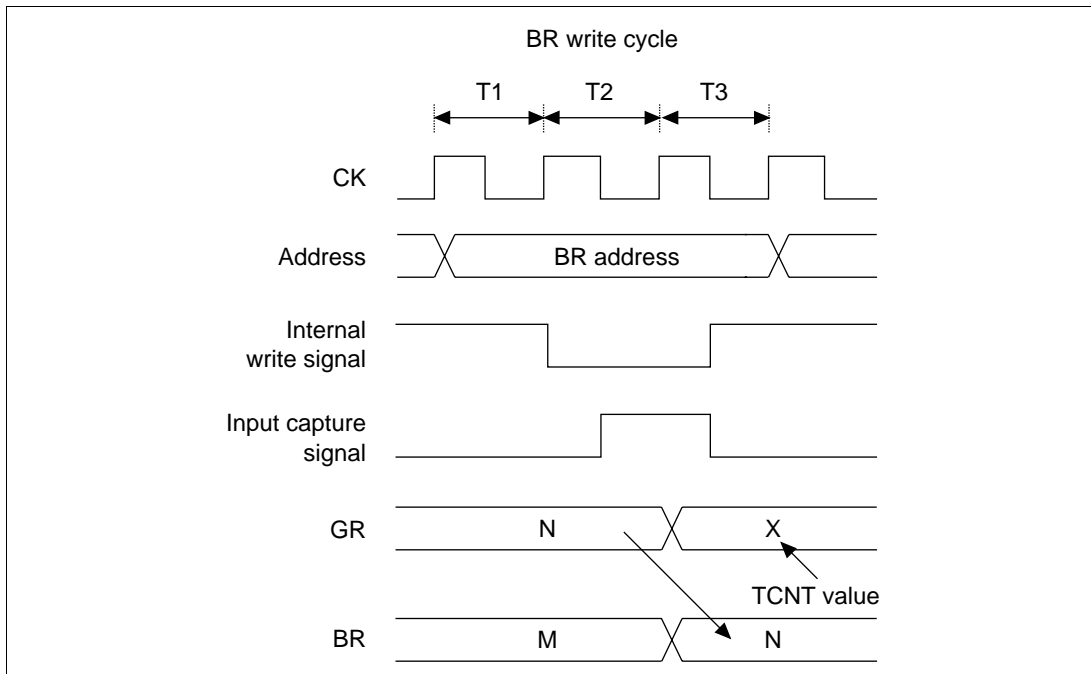 BR write cycle
T1 T2 T3
CK
Address
BR address
Internal
write signal
Input capture
signal
GR
N
X
TCNT value
BR
M
N